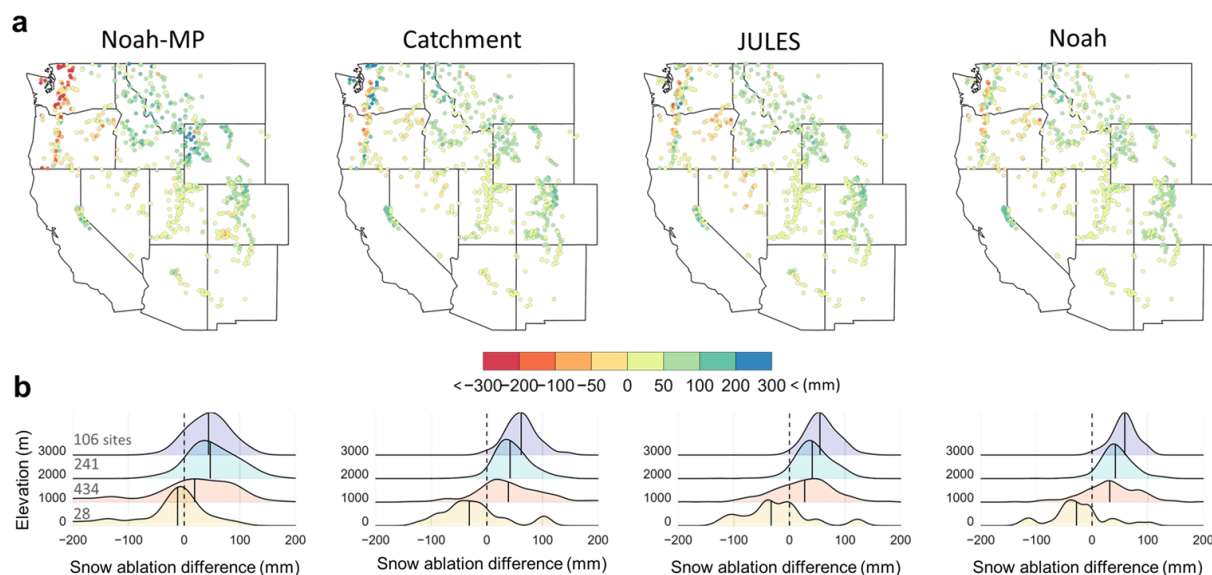 a
Noah-MP Catchment JULES Noah
<−300 −200 −100 −50 0 50 100 200 300 < (mm)
b
Elevation (m)
106 sites
3000
241
2000
434
1000
28
0
3000 2000 1000 0
3000 2000 1000 0
3000 2000 1000 0
−200 −100 0 100 200 −200 −100 0 100 200 −200 −100 0 100 200 −200 −100 0 100 200
Snow ablation difference (mm) Snow ablation difference (mm) Snow ablation difference (mm) Snow ablation difference (mm)